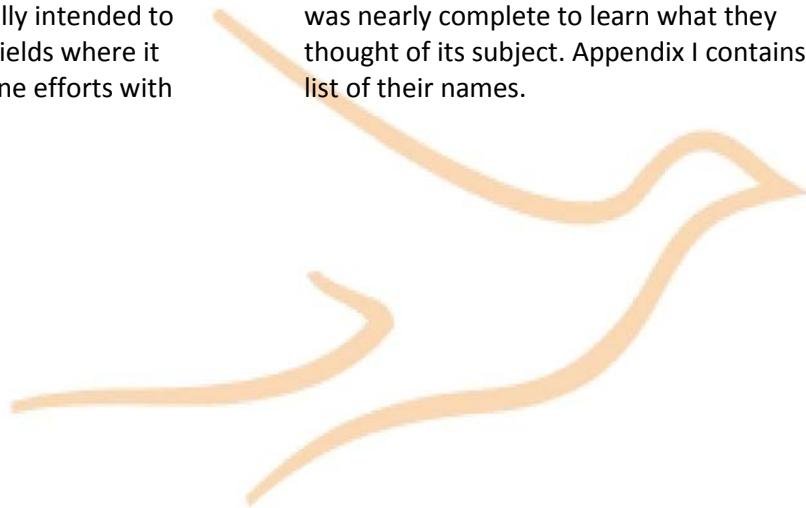 lly intended to
ields where it
ne efforts with
was nearly complete to learn what they
thought of its subject. Appendix I contains
list of their names.